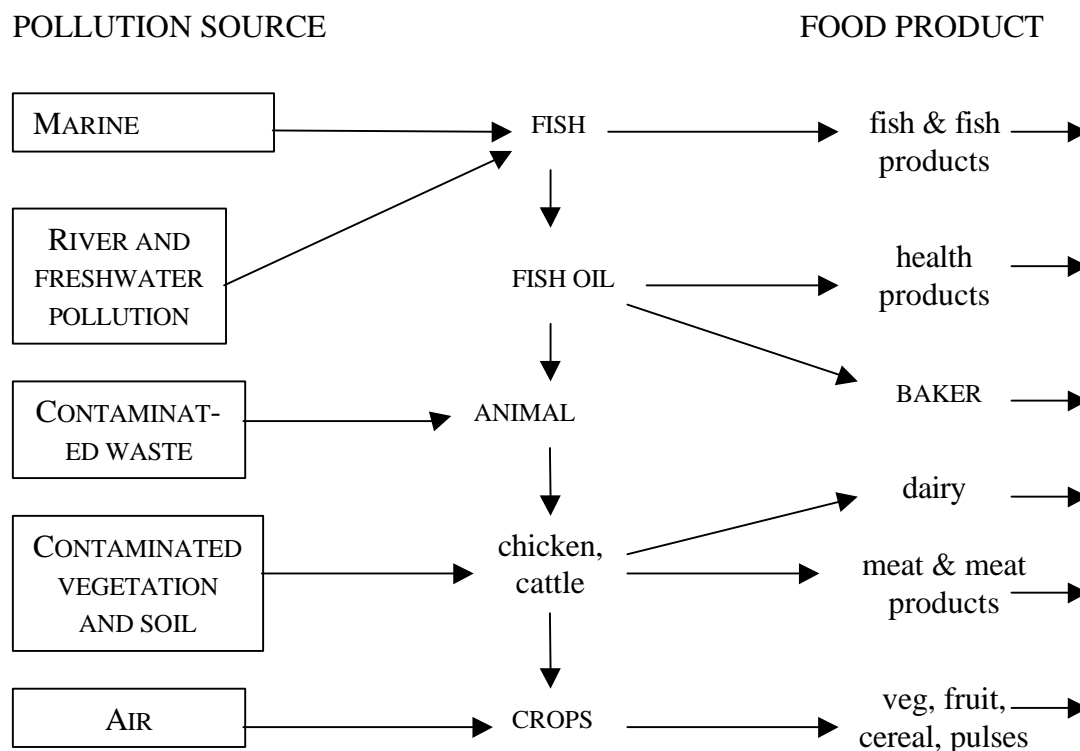 POLLUTION SOURCE
FOOD PRODUCT
MARINE
FISH
fish & fish
products
RIVER AND
FRESHWATER
POLLUTION
FISH OIL
health
products
CONTAMINAT-
ED WASTE
ANIMAL
BAKER
CONTAMINATED
VEGETATION
AND SOIL
chicken,
cattle
dairy
meat & meat
products
AIR
CROPS
veg, fruit,
cereal, pulses